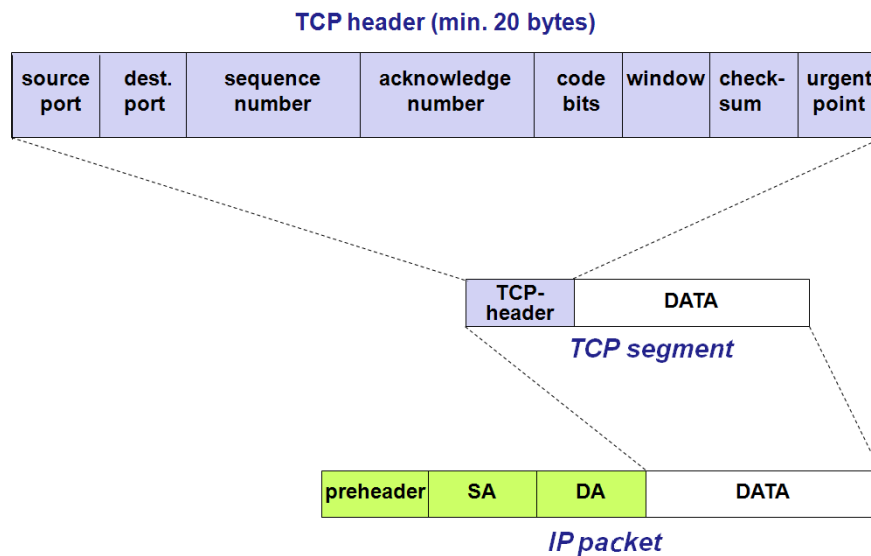 TCP header (min. 20 bytes)
source port
dest. port
sequence number
acknowledge number
code bits
window
check-sum
urgent point
TCP-header
DATA
TCP segment
preheader
SA
DA
DATA
IP packet